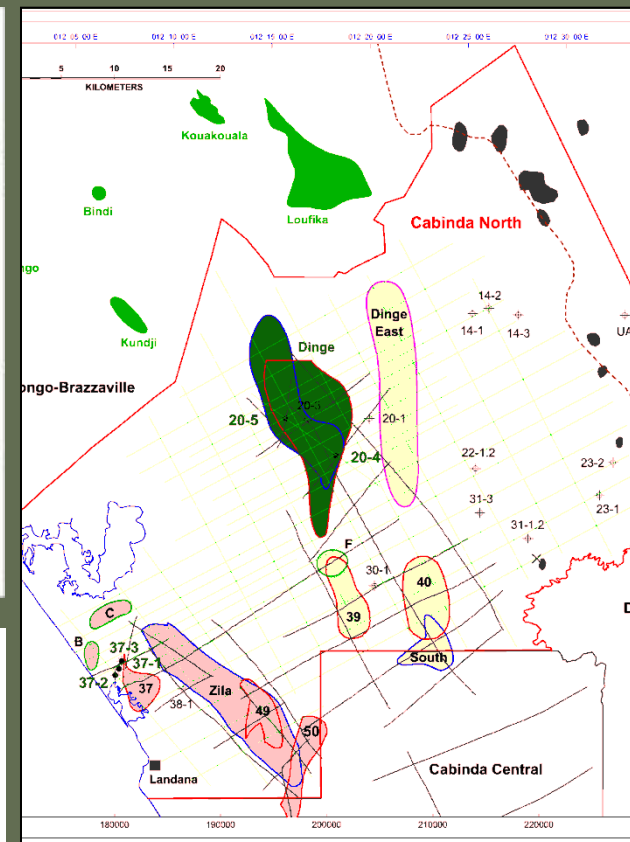 012 05 00 E
012 10 00 E
012 15 00 E
012 20 00 E
012 25 00 E
012 30 00 E
5
10
20
KILOMETERS
Kouakouala
Bindi
Loufika
Cabinda North
ngo
Kundji
Dinge
East
14-2
14-1
14-3
UA
Dinge
ongo-Brazzaville
20-5
20-3
20-1
20-4
22-1.2
23-2
31-3
23-1
31-1.2
F
30-1
40
39
D
C
B
37-3
37-1
37-2
37
Zila
South
38-1
49
50
Landana
Cabinda Central
180000
190000
200000
210000
220000